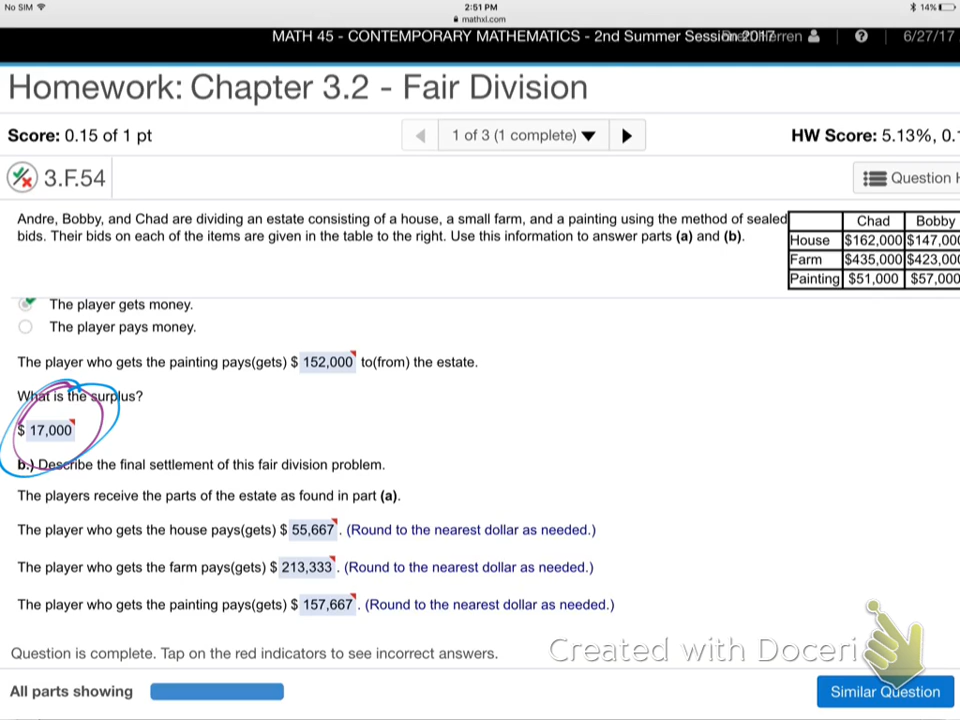 No SIM 2:51 PM 14%
mathxl.com
MATH 45 - CONTEMPORARY MATHEMATICS - 2nd Summer Session 2017 6/27/17
Homework: Chapter 3.2 - Fair Division
Score: 0.15 of 1 pt 1 of 3 (1 complete) HW Score: 5.13%, 0.
3.F.54 Question
Andre, Bobby, and Chad are dividing an estate consisting of a house, a small farm, and a painting using the method of sealed
bids. Their bids on each of the items are given in the table to the right. Use this information to answer parts (a) and (b).
Chad Bobby
House $162,000 $147,000
Farm $435,000 $423,000
Painting $51,000 $57,000
The player gets money.
The player pays money.
The player who gets the painting pays(gets) $ 152,000 to(from) the estate.
What is the surplus?
$ 17,000
b.) Describe the final settlement of this fair division problem.
The players receive the parts of the estate as found in part (a).
The player who gets the house pays(gets) $ 55,667 . (Round to the nearest dollar as needed.)
The player who gets the farm pays(gets) $ 213,333 . (Round to the nearest dollar as needed.)
The player who gets the painting pays(gets) $ 157,667 . (Round to the nearest dollar as needed.)
Created with Doceri
Question is complete. Tap on the red indicators to see incorrect answers.
All parts showing Similar Question